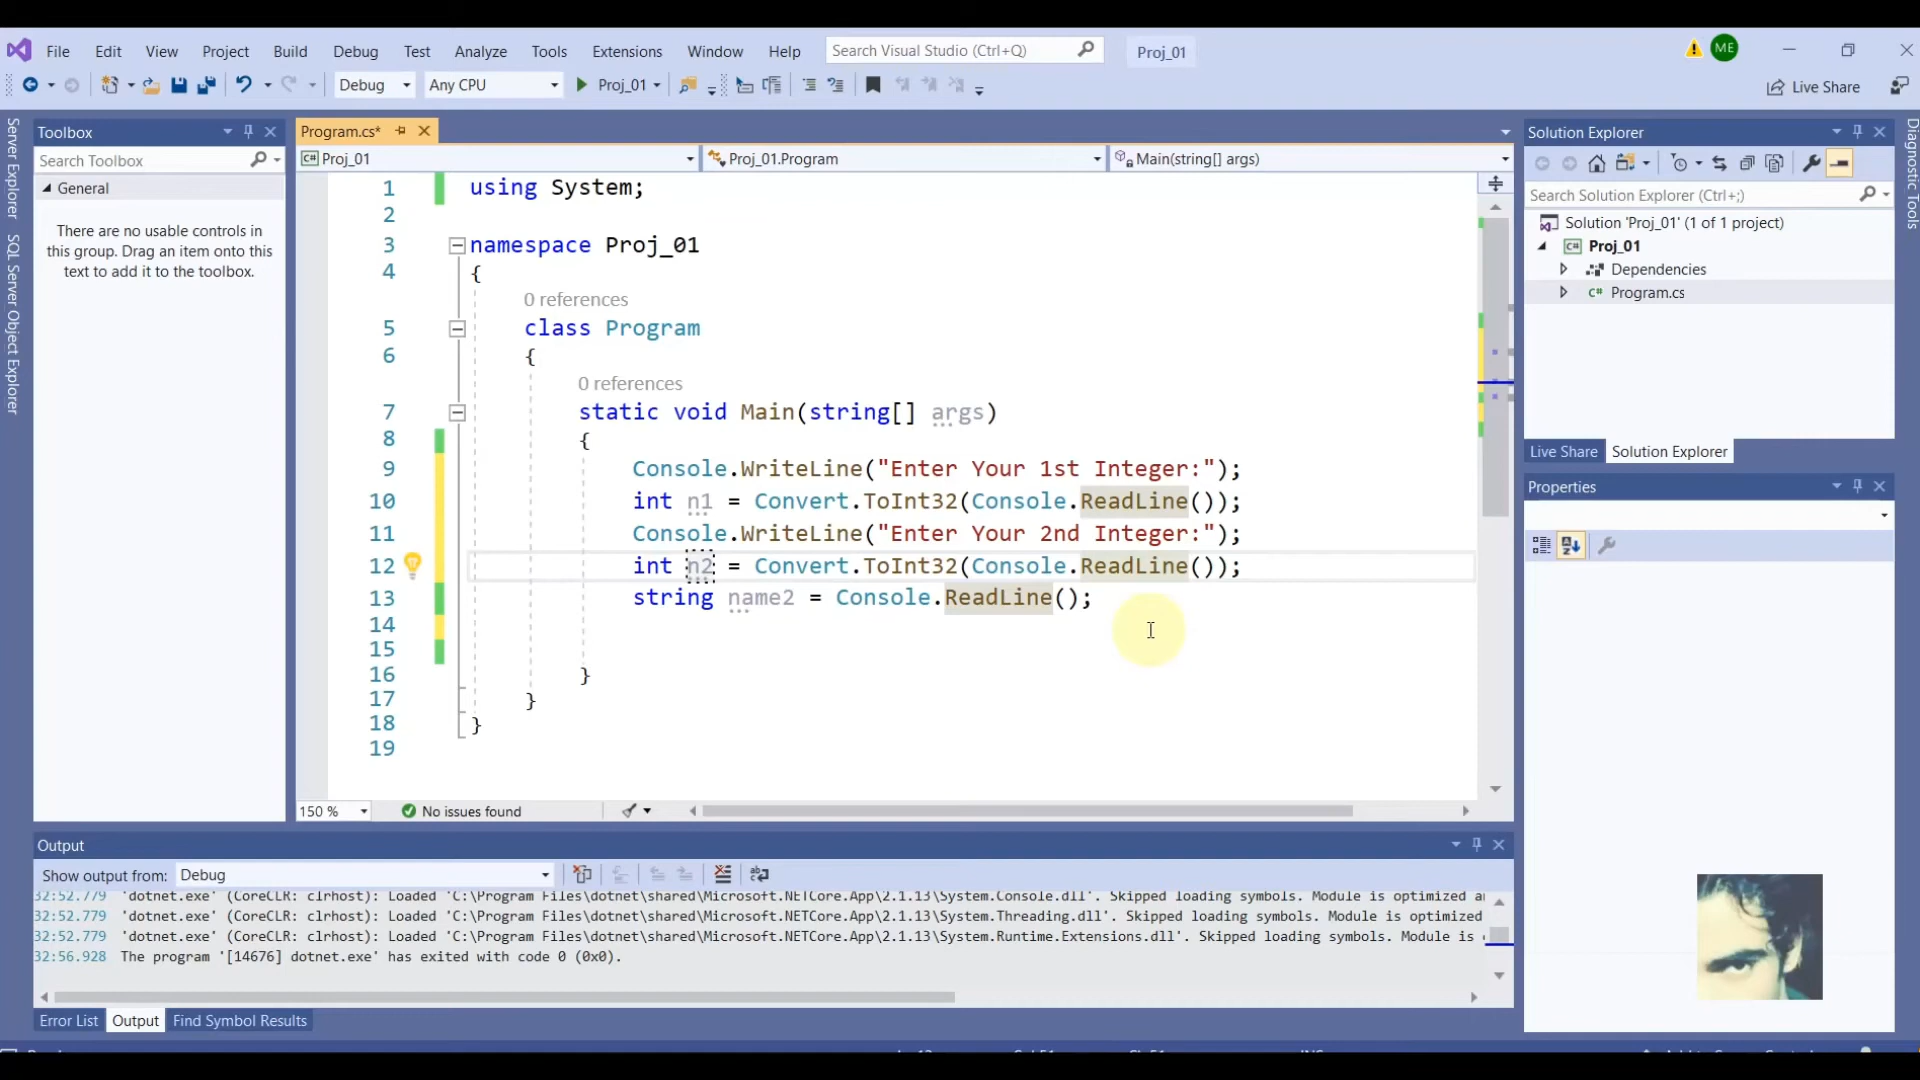 File Edit View Project Build Debug Test Analyze Tools Extensions Window Help Search Visual Studio (Ctrl+Q) Proj_01 ME
Debug Any CPU Proj_01 Live Share
Server Explorer
SQL Server Object Explorer
Toolbox
Search Toolbox
General
There are no usable controls in
this group. Drag an item onto this
text to add it to the toolbox.
Program.cs*
C# Proj_01 Proj_01.Program Main(string[] args)
1 using System;
2
3 namespace Proj_01
4 {
0 references
5 class Program
6 {
0 references
7 static void Main(string[] args)
8 {
9 Console.WriteLine("Enter Your 1st Integer:");
10 int n1 = Convert.ToInt32(Console.ReadLine());
11 Console.WriteLine("Enter Your 2nd Integer:");
12 int n2 = Convert.ToInt32(Console.ReadLine());
13 string name2 = Console.ReadLine();
14
15
16 }
17 }
18 }
19
150 % No issues found
Solution Explorer
Search Solution Explorer (Ctrl+;)
Solution 'Proj_01' (1 of 1 project)
C# Proj_01
Dependencies
C# Program.cs
Live Share Solution Explorer
Properties
Diagnostic Tools
Output
Show output from: Debug
32:52.779 'dotnet.exe' (CoreCLR: clrhost): Loaded 'C:\Program Files\dotnet\shared\Microsoft.NETCore.App\2.1.13\System.Console.dll'. Skipped loading symbols. Module is optimized
32:52.779 'dotnet.exe' (CoreCLR: clrhost): Loaded 'C:\Program Files\dotnet\shared\Microsoft.NETCore.App\2.1.13\System.Threading.dll'. Skipped loading symbols. Module is optimized
32:52.779 'dotnet.exe' (CoreCLR: clrhost): Loaded 'C:\Program Files\dotnet\shared\Microsoft.NETCore.App\2.1.13\System.Runtime.Extensions.dll'. Skipped loading symbols. Module is
32:56.928 The program '[14676] dotnet.exe' has exited with code 0 (0x0).
Error List Output Find Symbol Results